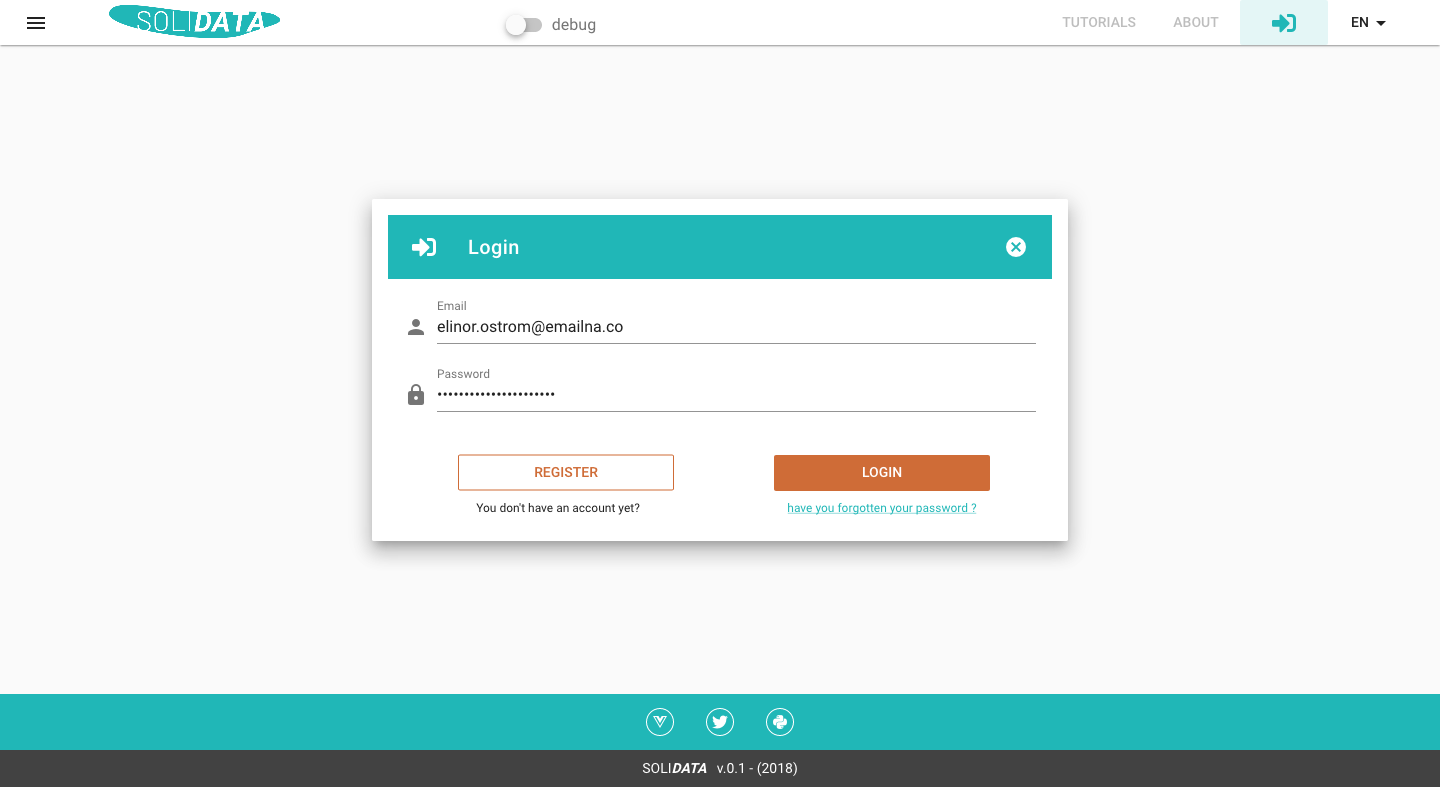 SOLIDATA
debug
TUTORIALS
ABOUT
EN
Login
Email
elinor.ostrom@emailna.co
Password
••••••••••••••••••••••
REGISTER
LOGIN
You don't have an account yet?
have you forgotten your password ?
SOLIDATA v.0.1 - (2018)